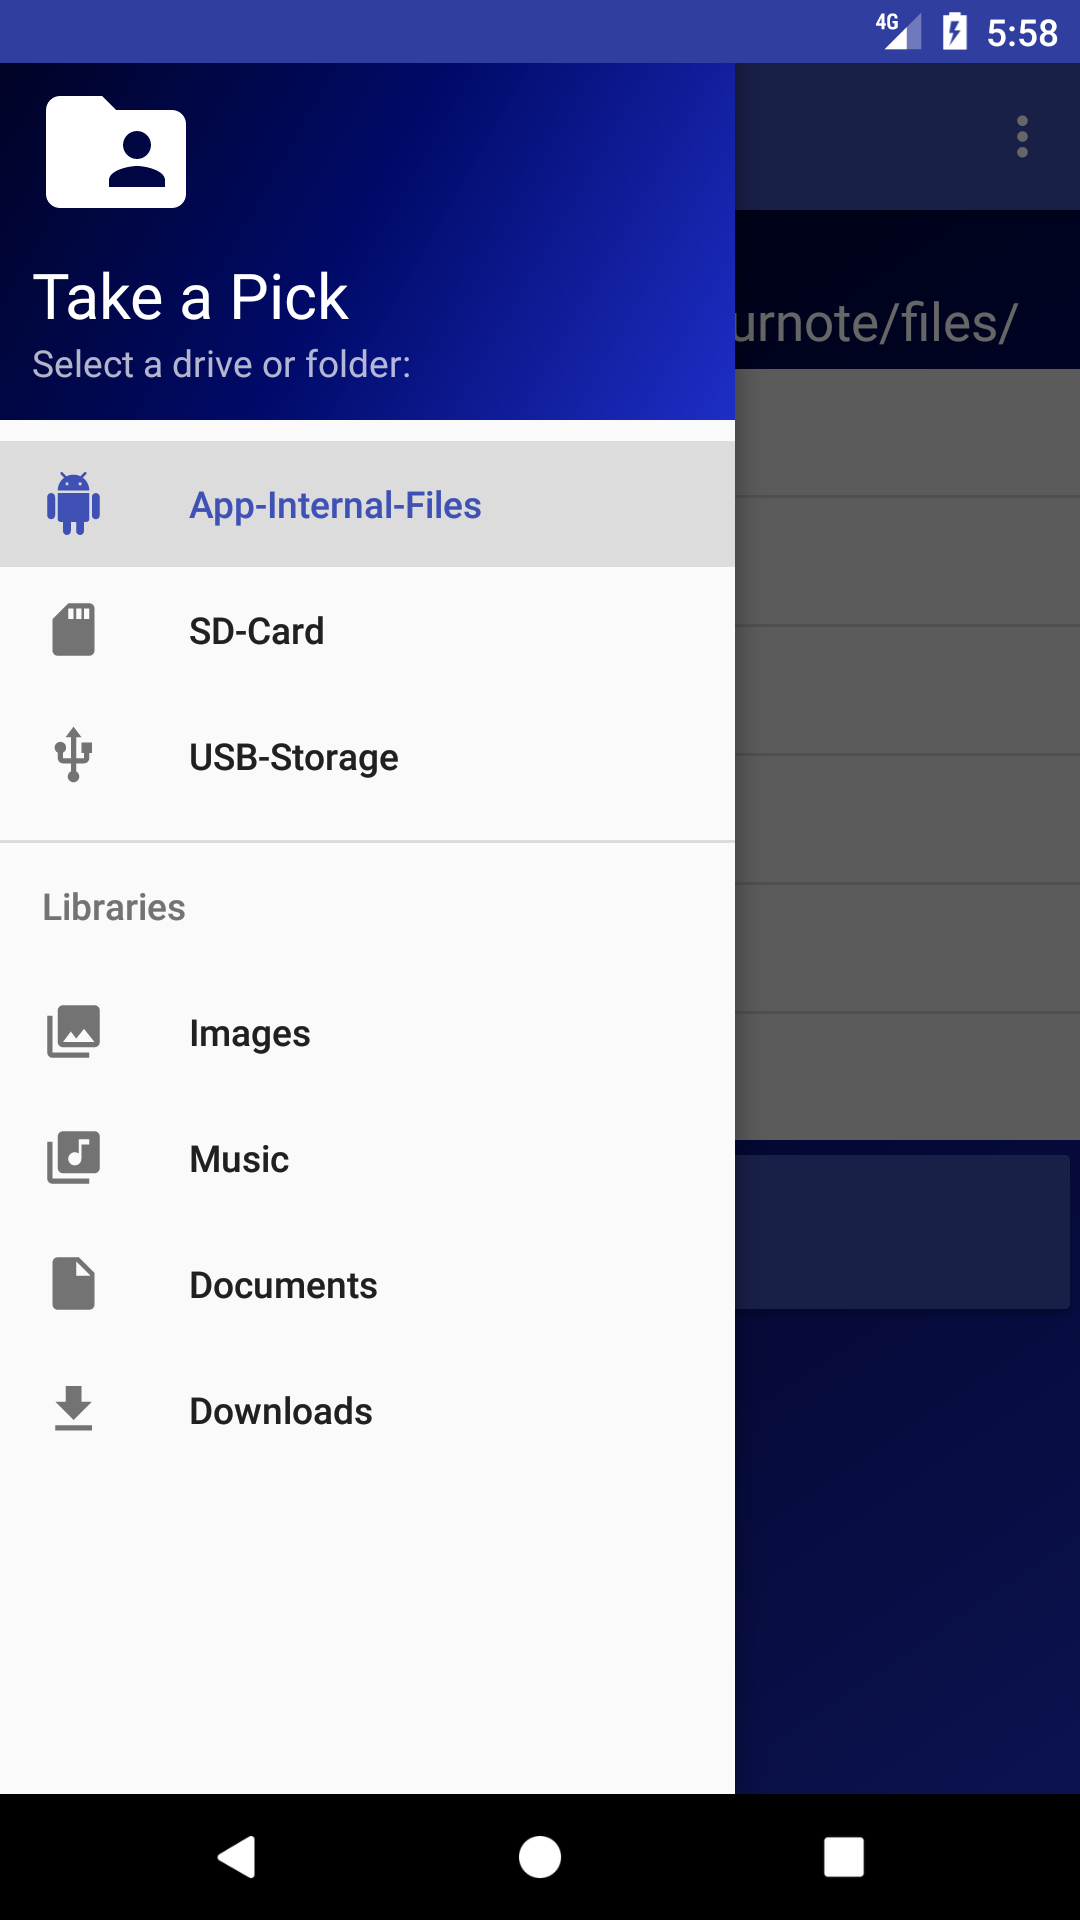 4G 5:58
Take a Pick
Select a drive or folder:
urnote/files/
App-Internal-Files
SD-Card
USB-Storage
Libraries
Images
Music
Documents
Downloads